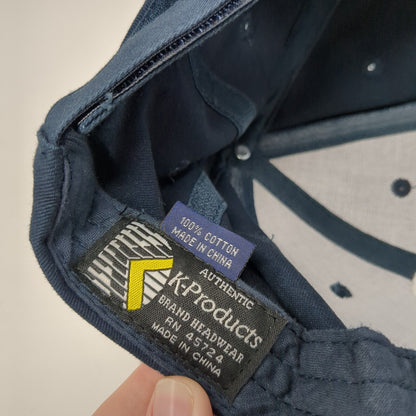 100% COTTON
MADE IN CHINA
AUTHENTIC
K-Products
BRAND HEADWEAR
RN 45724
MADE IN CHINA